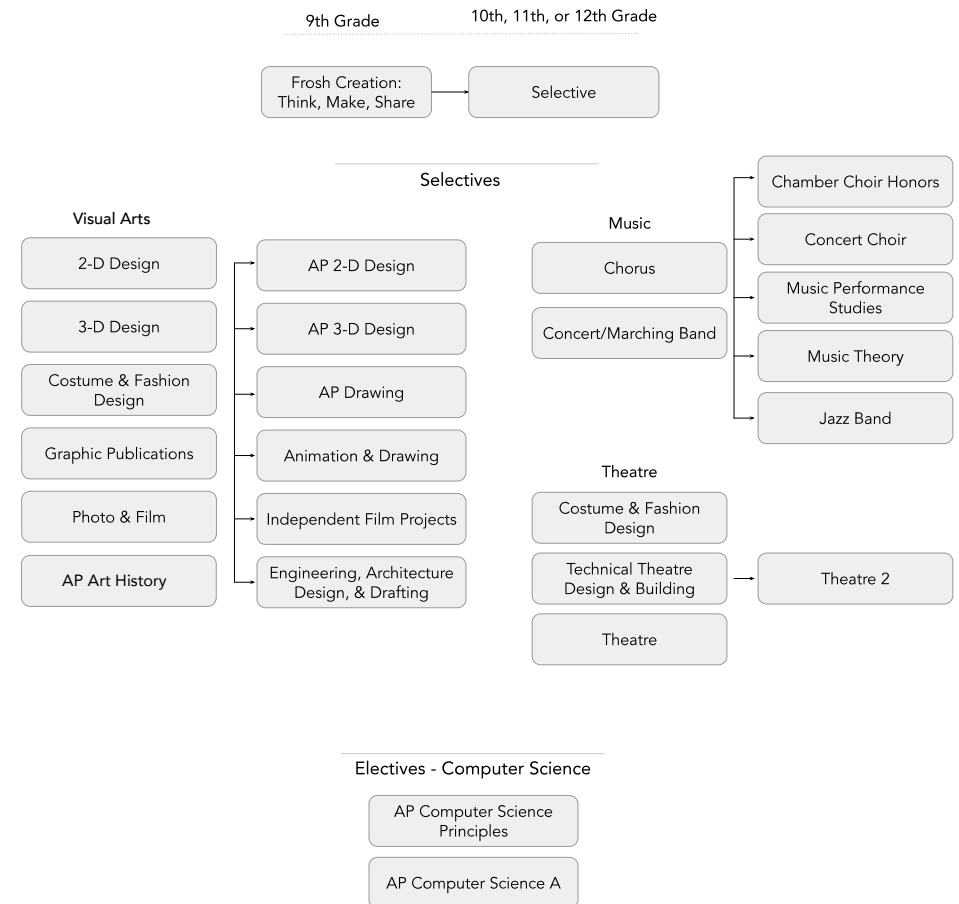 9th Grade
10th, 11th, or 12th Grade
Frosh Creation:
Think, Make, Share
Selective
Selectives
Visual Arts
2-D Design
3-D Design
Costume & Fashion
Design
Graphic Publications
Photo & Film
AP Art History
AP 2-D Design
AP 3-D Design
AP Drawing
Animation & Drawing
Independent Film Projects
Engineering, Architecture
Design, & Drafting
Music
Chorus
Concert/Marching Band
Chamber Choir Honors
Concert Choir
Music Performance
Studies
Music Theory
Jazz Band
Theatre
Costume & Fashion
Design
Technical Theatre
Design & Building
Theatre
Theatre 2
Electives - Computer Science
AP Computer Science
Principles
AP Computer Science A